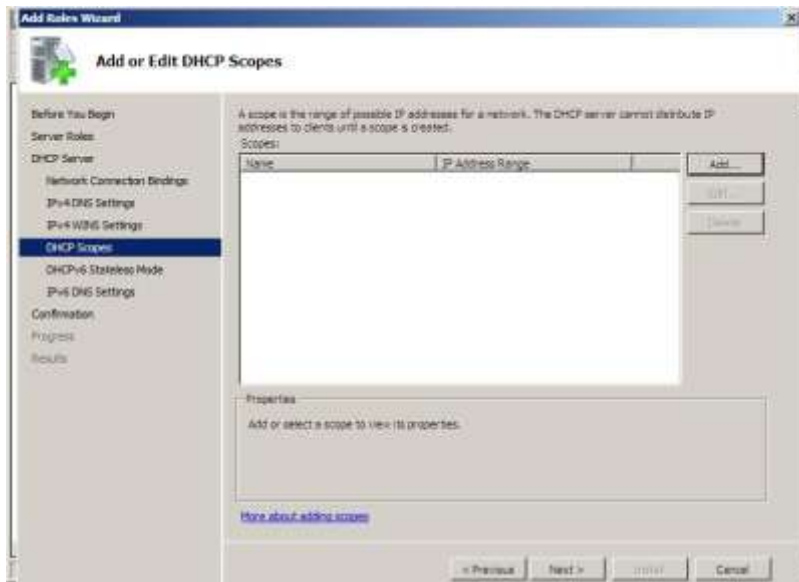 Add Roles Wizard
Add or Edit DHCP Scopes
Before You Begin
Server Roles
DHCP Server
Network Connection Bindings
IPv4 DNS Settings
IPv4 WINS Settings
DHCP Scopes
DHCPv6 Stateless Mode
IPv6 DNS Settings
Confirmation
Progress
Results
A scope is the range of possible IP addresses for a network. The DHCP server cannot distribute IP
addresses to clients until a scope is created.
Scopes:
Name
IP Address Range
Add...
Edit...
Delete
Properties
Add or select a scope to view its properties.
More about adding scopes
< Previous
Next >
Install
Cancel